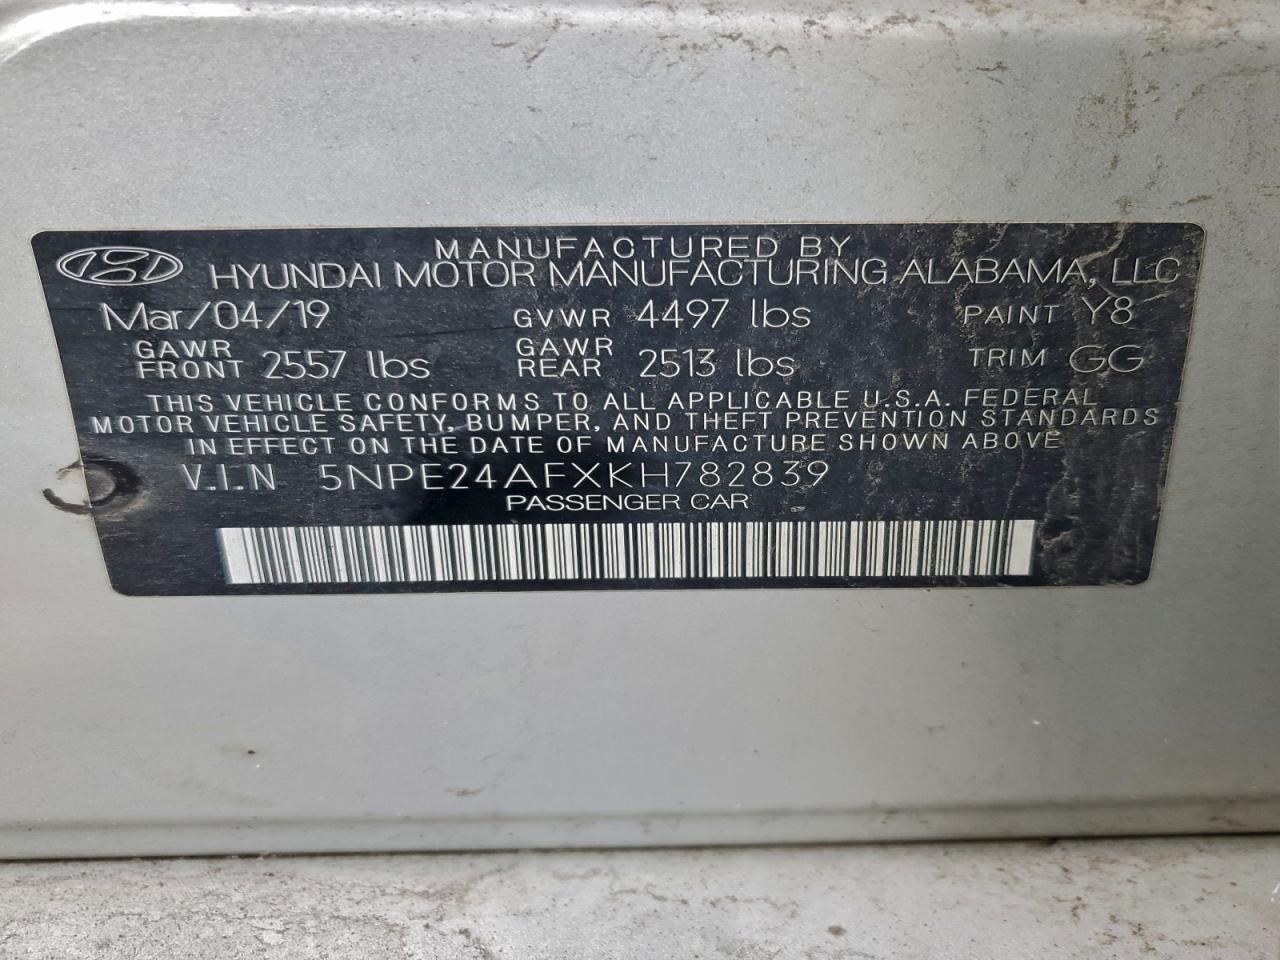 MANUFACTURED BY
HYUNDAI MOTOR MANUFACTURING ALABAMA, LLC
Mar/04/19 GVWR 4497 lbs PAINT Y8
GAWR FRONT 2557 lbs GAWR REAR 2513 lbs TRIM GG
THIS VEHICLE CONFORMS TO ALL APPLICABLE U.S.A. FEDERAL
MOTOR VEHICLE SAFETY, BUMPER, AND THEFT PREVENTION STANDARDS
IN EFFECT ON THE DATE OF MANUFACTURE SHOWN ABOVE
V.I.N 5NPE24AFXKH782839
PASSENGER CAR